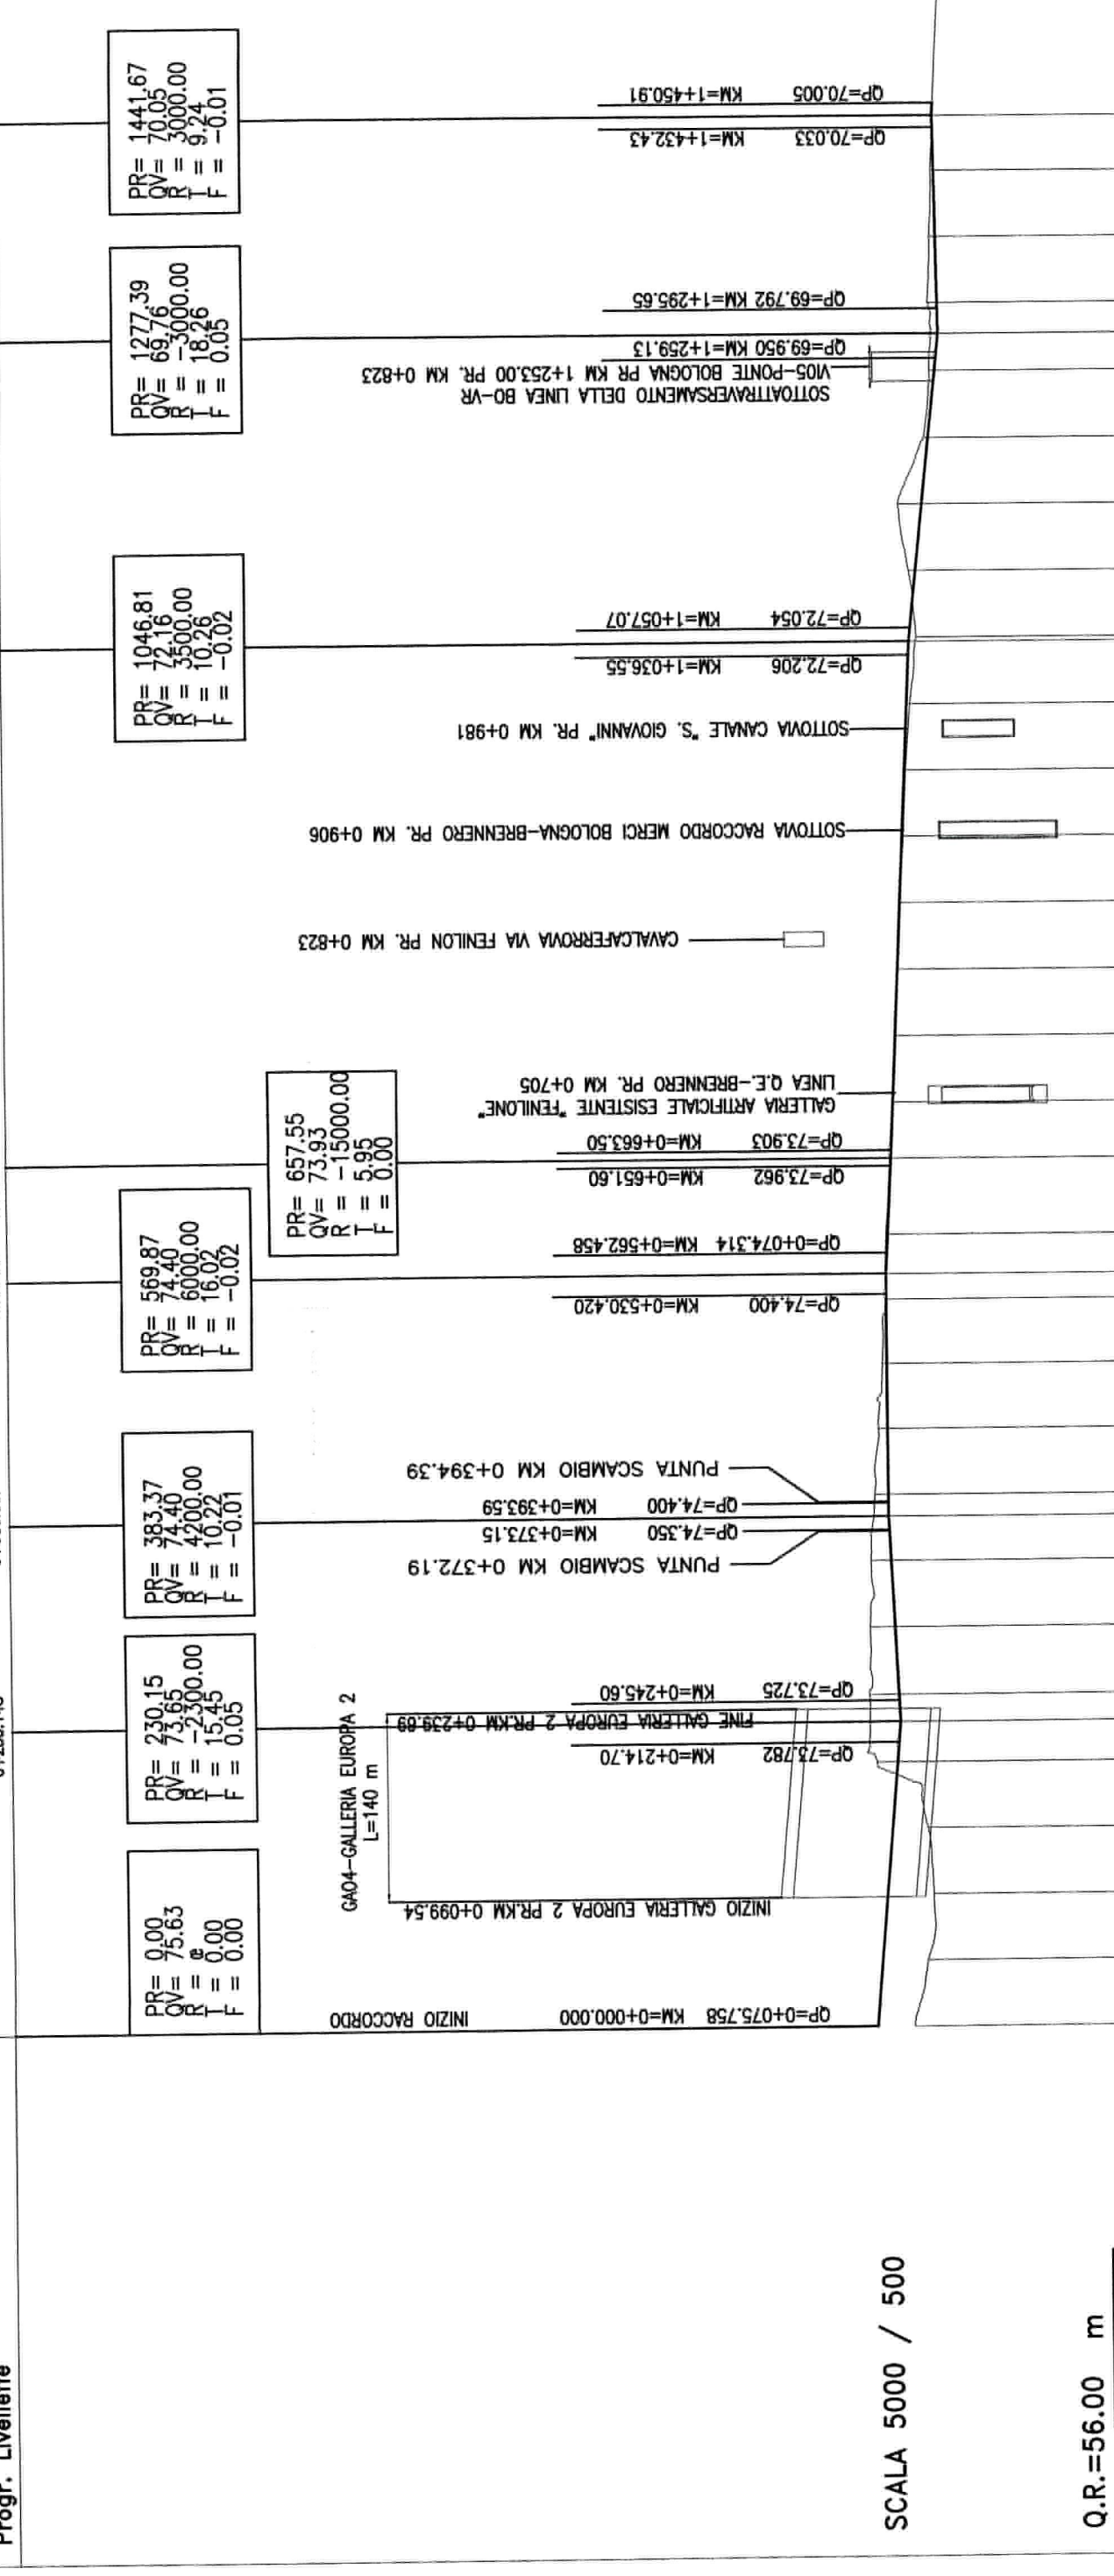 Progr. Livellette
PR= 0.00
QV= 75.63
R = @
T = 0.00
F = 0.00
PR= 230.15
QV= 73.65
R = -2300.00
T = 15.45
F = 0.05
PR= 383.37
QV= 74.40
R = 4200.00
T = 10.22
F = -0.01
PR= 569.87
QV= 74.40
R = 6000.00
T = 16.02
F = -0.02
PR= 657.55
QV= 73.93
R = -15000.00
T = 5.95
F = 0.00
PR= 1046.81
QV= 72.16
R = 3500.00
T = 10.26
F = -0.02
PR= 1277.39
QV= 69.76
R = -3000.00
T = 18.26
F = 0.05
PR= 1441.67
QV= 70.05
R = 3000.00
T = 9.24
F = -0.01
QP=0+075.758 KM=0+000.000 INIZIO RACCORDO
GA04-GALLERIA EUROPA 2
L=140 m
INIZIO GALLERIA EUROPA 2 PR.KM 0+099.54
QP=73.782 KM=0+214.70
FINE GALLERIA EUROPA 2 PR.KM 0+239.69
QP=73.725 KM=0+245.60
PUNTA SCAMBIO KM 0+372.19
QP=74.350 KM=0+373.15
QP=74.400 KM=0+393.59
PUNTA SCAMBIO KM 0+394.39
QP=74.400 KM=0+530.420
QP=0+074.314 KM=0+562.458
QP=73.962 KM=0+651.60
QP=73.903 KM=0+663.50
GALLERIA ARTIFICIALE ESISTENTE "FENILONE"
LINEA Q.E.-BRENNERO PR. KM 0+705
CAVALCAFERROVIA VIA FENILON PR. KM 0+823
SOTTOVIA RACCORDO MERCI BOLOGNA-BRENNERO PR. KM 0+906
SOTTOVIA CANALE "S. GIOVANNI" PR. KM 0+981
QP=72.206 KM=1+036.55
QP=72.054 KM=1+057.07
SOTTOATTRAVERSAMENTO DELLA LINEA BO-VR
VI05-PONTE BOLOGNA PR KM 1+253.00 PR. KM 0+823
QP=69.950 KM=1+259.13
QP=69.792 KM=1+295.65
QP=70.033 KM=1+432.43
QP=70.005 KM=1+450.91
SCALA 5000 / 500
Q.R.=56.00 m